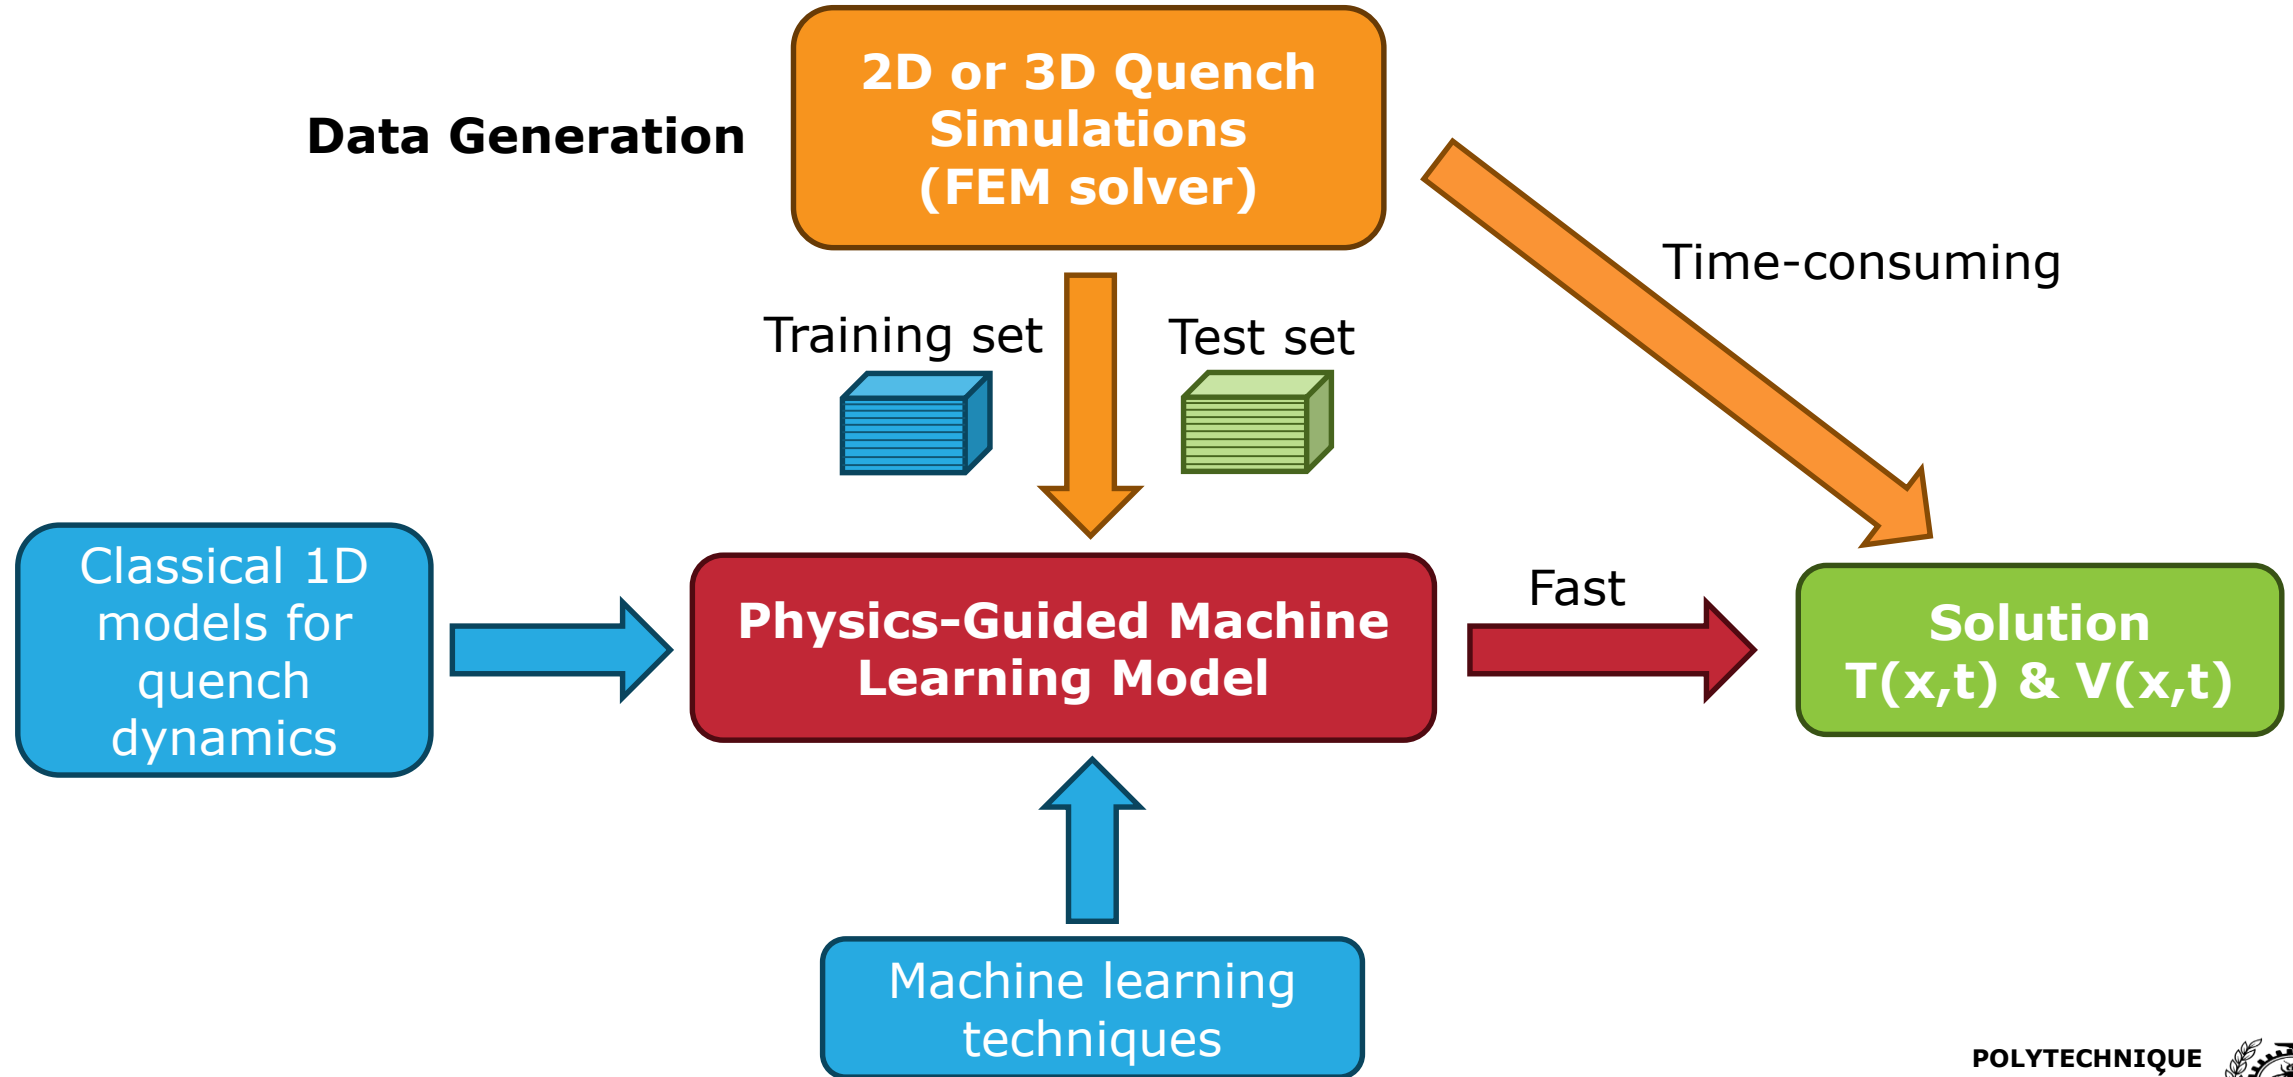 2D or 3D Quench
Simulations
(FEM solver)
Data Generation
Time-consuming
Training set
Test set
Classical 1D
models for
quench
dynamics
Physics-Guided Machine
Learning Model
Fast
Solution
T(x,t) & V(x,t)
Machine learning
techniques
POLYTECHNIQUE